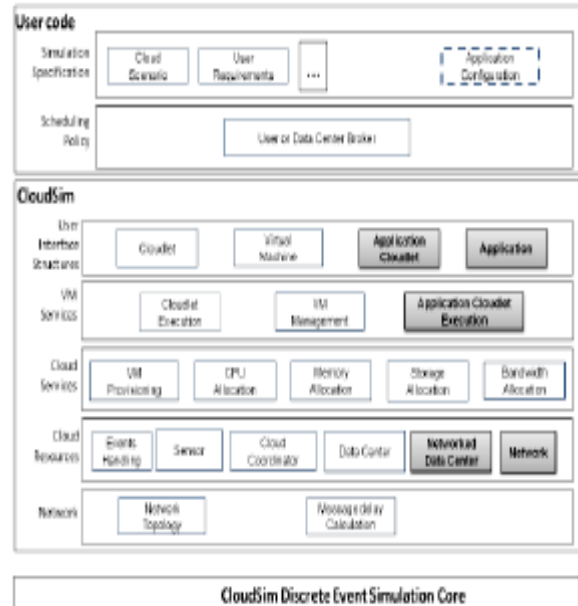 User code
Simulation
Specification
Cloud
Scenario
User
Requirements
...
Application
Configuration
Scheduling
Policy
User or Data Center Broker
CloudSim
User
Interface
Structures
Cloudlet
Virtual
Machine
Application
Cloudlet
Application
VM
Services
Cloudlet
Execution
VM
Management
Application Cloudlet
Execution
Cloud
Services
VM
Provisioning
CPU
Allocation
Memory
Allocation
Storage
Allocation
Bandwidth
Allocation
Cloud
Resources
Events
Handling
Sensor
Cloud
Coordinator
Data Center
Networked
Data Center
Network
Network
Network
Topology
Message delay
Calculation
CloudSim Discrete Event Simulation Core